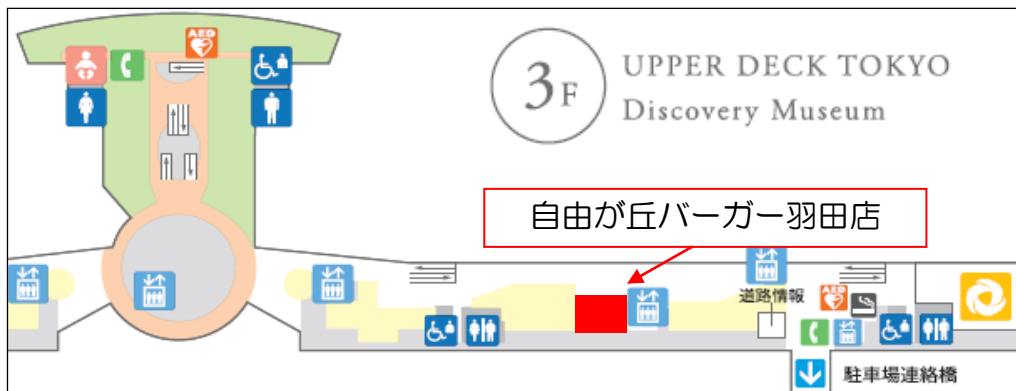 AED
3F
UPPER DECK TOKYO
Discovery Museum
自由が丘バーガー羽田店
道路情報
AED
駐車場連絡橋